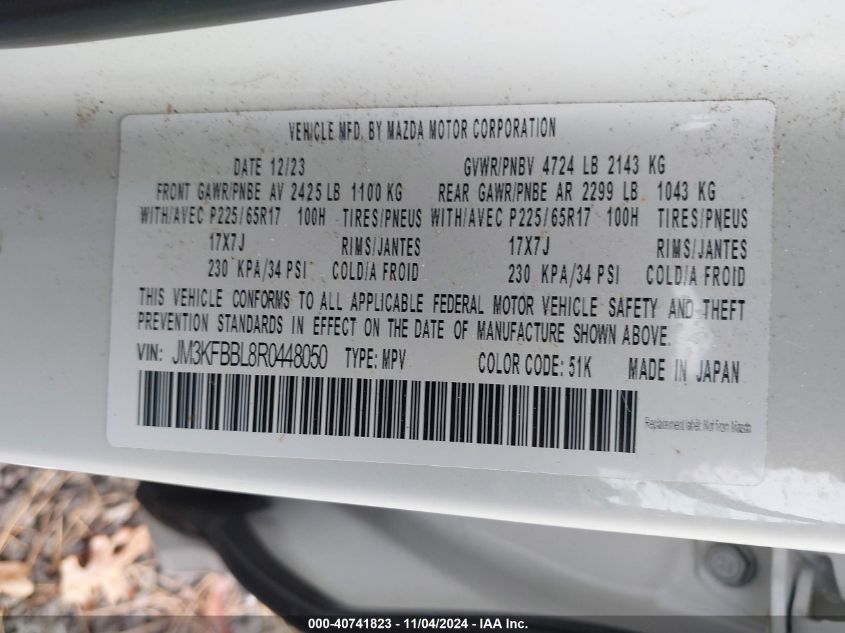 VEHICLE MFD. BY MAZDA MOTOR CORPORATION
DATE 12/23 GVWR/PNBV 4724 LB 2143 KG
FRONT GAWR/PNBE AV 2425 LB 1100 KG REAR GAWR/PNBE AR 2299 LB 1043 KG
WITH/AVEC P225/65R17 100H TIRES/PNEUS WITH/AVEC P225/65R17 100H TIRES/PNEUS
17X7J RIMS/JANTES 17X7J RIMS/JANTES
230 KPA/34 PSI COLD/A FROID 230 KPA/34 PSI COLD/A FROID
THIS VEHICLE CONFORMS TO ALL APPLICABLE FEDERAL MOTOR VEHICLE SAFETY AND THEFT
PREVENTION STANDARDS IN EFFECT ON THE DATE OF MANUFACTURE SHOWN ABOVE.
VIN: JM3KFBBL8R0448050 TYPE: MPV COLOR CODE: 51K MADE IN JAPAN
Replacement label: Not From Mazda
000-40741823 - 11/04/2024 - IAA Inc.